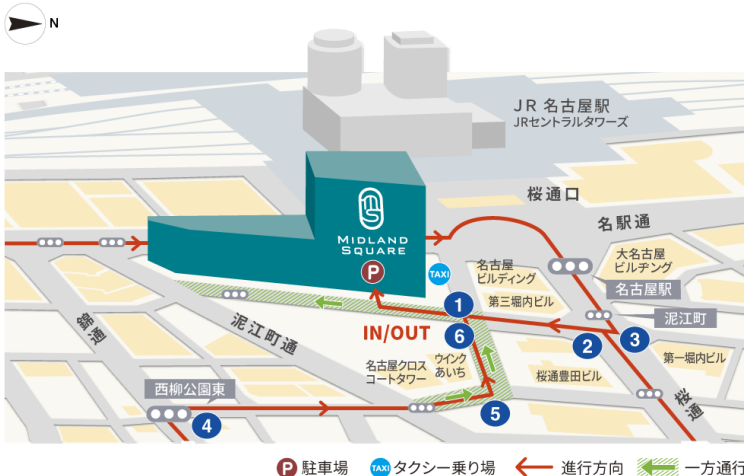 N
JR 名古屋駅
JRセントラルタワーズ
桜通口
名駅通
MIDLAND
SQUARE
P
TAXI
名古屋
ビルディング
大名古屋
ビルヂング
名古屋駅
第三堀内ビル
泥江町
1
2
3
IN/OUT
6
錦通
泥江町通
名古屋クロス
コートタワー
ウインク
あいち
桜通豊田ビル
第一堀内ビル
西柳公園東
4
5
桜通
P 駐車場
TAXI タクシー乗り場
進行方向
一方通行